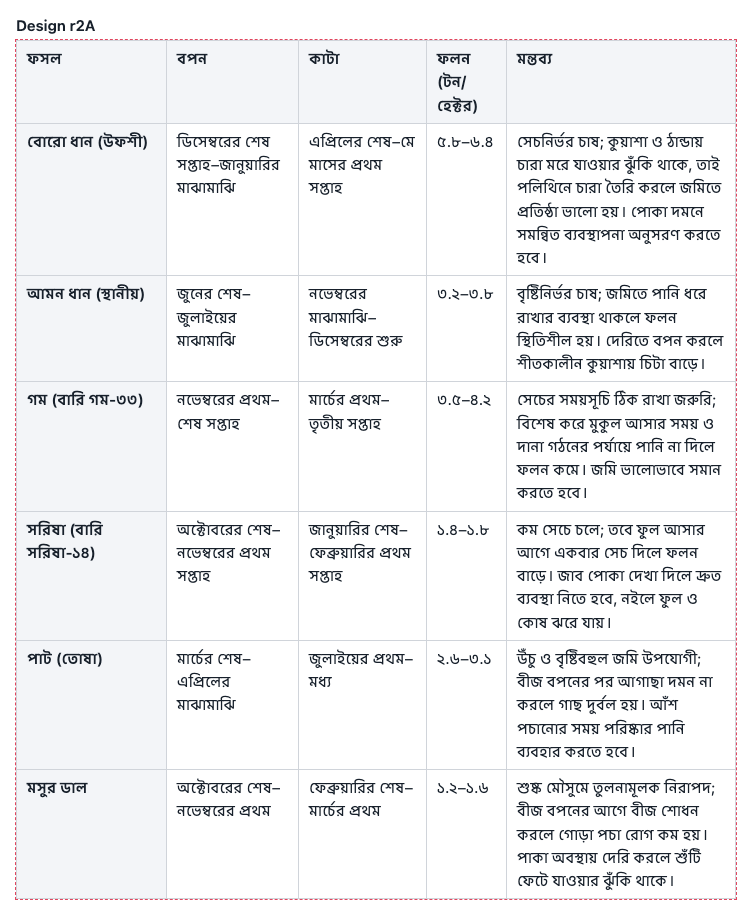 Design r2A
ফসল
বপন
কাটা
ফলন
(টন/
হেক্টর)
মন্তব্য
বোরো ধান (উফশী)
ডিসেম্বরের শেষ
সপ্তাহ–জানুয়ারির
মাঝামাঝি
এপ্রিলের শেষ–মে
মাসের প্রথম
সপ্তাহ
৫.৮–৬.৪
সেচনির্ভর চাষ; কুয়াশা ও ঠান্ডায়
চারা মরে যাওয়ার ঝুঁকি থাকে, তাই
পলিথিনে চারা তৈরি করলে জমিতে
প্রতিষ্ঠা ভালো হয়। পোকা দমনে
সমন্বিত ব্যবস্থাপনা অনুসরণ করতে
হবে।
আমন ধান (স্থানীয়)
জুনের শেষ–
জুলাইয়ের
মাঝামাঝি
নভেম্বরের
মাঝামাঝি–
ডিসেম্বরের শুরু
৩.২–৩.৮
বৃষ্টিনির্ভর চাষ; জমিতে পানি ধরে
রাখার ব্যবস্থা থাকলে ফলন
স্থিতিশীল হয়। দেরিতে বপন করলে
শীতকালীন কুয়াশায় চিটা বাড়ে।
গম (বারি গম-৩৩)
নভেম্বরের প্রথম–
শেষ সপ্তাহ
মার্চের প্রথম–
তৃতীয় সপ্তাহ
৩.৫–৪.২
সেচের সময়সূচি ঠিক রাখা জরুরি;
বিশেষ করে মুকুল আসার সময় ও
দানা গঠনের পর্যায়ে পানি না দিলে
ফলন কমে। জমি ভালোভাবে সমান
করতে হবে।
সরিষা (বারি
সরিষা-১৪)
অক্টোবরের শেষ–
নভেম্বরের প্রথম
সপ্তাহ
জানুয়ারির শেষ–
ফেব্রুয়ারির প্রথম
সপ্তাহ
১.৪–১.৮
কম সেচে চলে; তবে ফুল আসার
আগে একবার সেচ দিলে ফলন
বাড়ে। জাব পোকা দেখা দিলে দ্রুত
ব্যবস্থা নিতে হবে, নইলে ফুল ও
কোষ ঝরে যায়।
পাট (তোষা)
মার্চের শেষ–
এপ্রিলের
মাঝামাঝি
জুলাইয়ের প্রথম–
মধ্য
২.৬–৩.১
উঁচু ও বৃষ্টিবহুল জমি উপযোগী;
বীজ বপনের পর আগাছা দমন না
করলে গাছ দুর্বল হয়। আঁশ
পচানোর সময় পরিষ্কার পানি
ব্যবহার করতে হবে।
মসুর ডাল
অক্টোবরের শেষ–
নভেম্বরের প্রথম
ফেব্রুয়ারির শেষ–
মার্চের প্রথম
১.২–১.৬
শুষ্ক মৌসুমে তুলনামূলক নিরাপদ;
বীজ বপনের আগে বীজ শোধন
করলে গোড়া পচা রোগ কম হয়।
পাকা অবস্থায় দেরি করলে শুঁটি
ফেটে যাওয়ার ঝুঁকি থাকে।